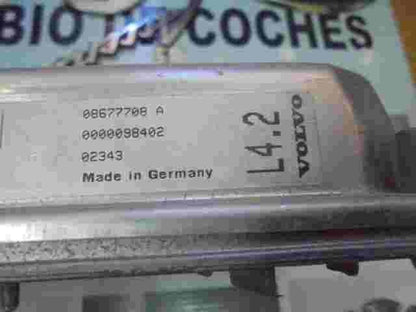 BIO
COCHES
08677708 A
0000098402
02343
Made in Germany
L4.2
VOLVO